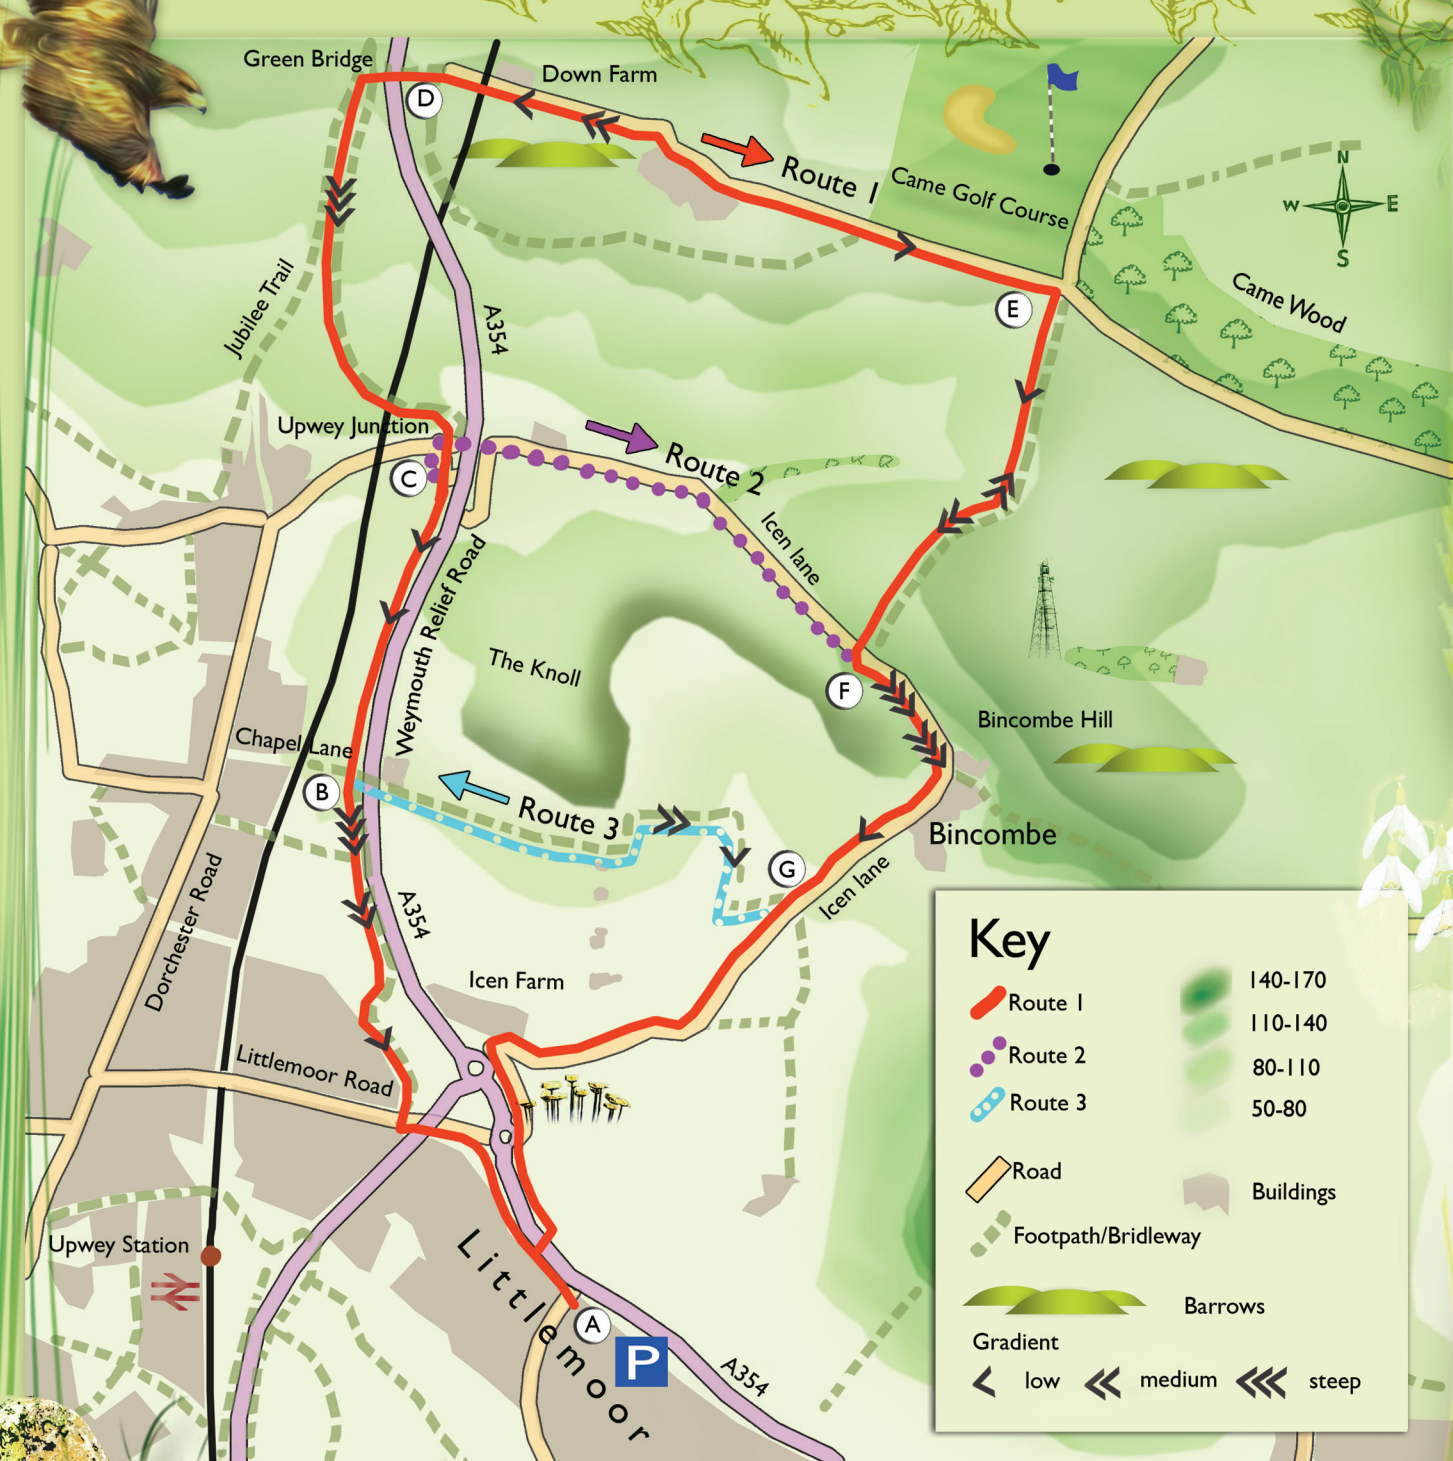 Green Bridge
Down Farm
D
Route 1
Came Golf Course
N
W
E
S
Jubilee Trail
A354
E
Came Wood
Upwey Junction
C
Route 2
Icen lane
Weymouth Relief Road
The Knoll
F
Bincombe Hill
Chapel Lane
B
Route 3
G
Bincombe
Icen lane
Dorchester Road
A354
Icen Farm
Littlemoor Road
Upwey Station
Littlemoor
A
P
A354
Key
Route 1
Route 2
Route 3
Road
Footpath/Bridleway
Barrows
140-170
110-140
80-110
50-80
Buildings
Gradient
low
medium
steep